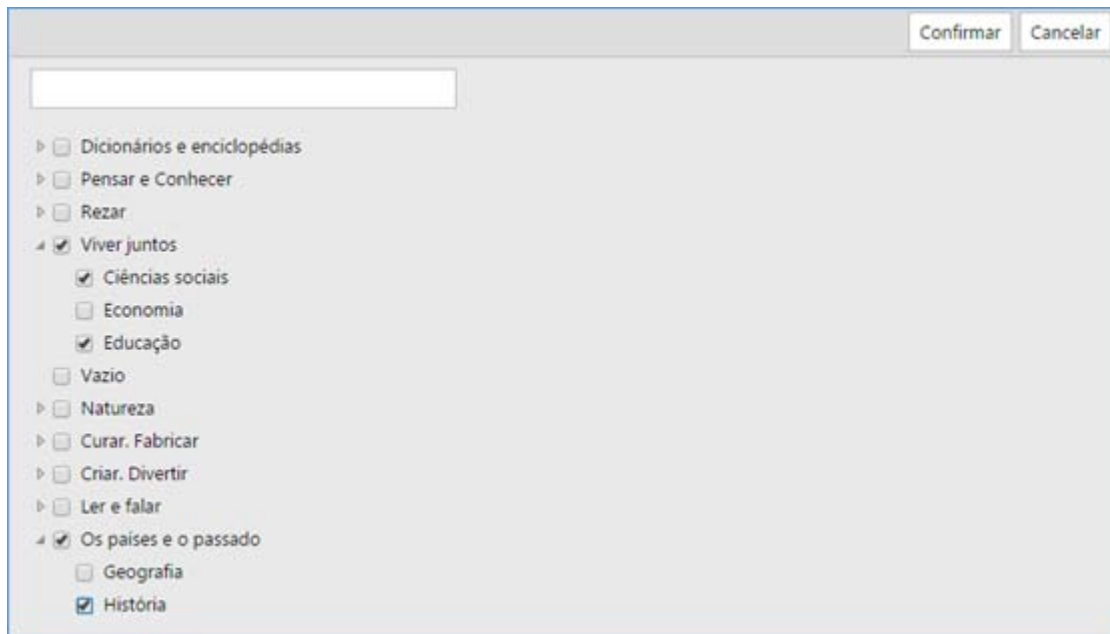 Confirmar Cancelar
Dicionários e enciclopédias
Pensar e Conhecer
Rezar
Viver juntos
Ciências sociais
Economia
Educação
Vazio
Natureza
Curar. Fabricar
Criar. Divertir
Ler e falar
Os países e o passado
Geografia
História